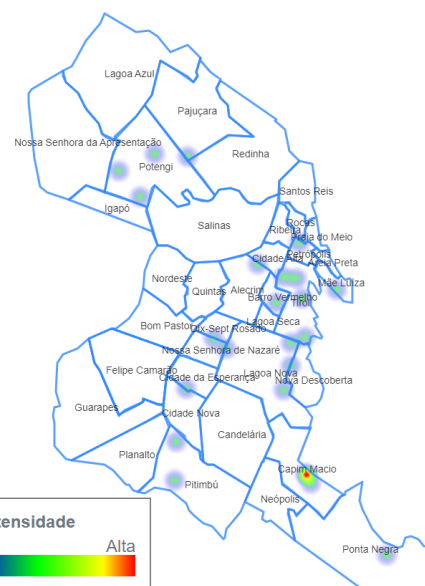 Lagoa Azul
Pajuçara
Nossa Senhora da Apresentação
Redinha
Potengi
Santos Reis
Igapó
Salinas
Rocas
Ribeira
Praia do Meio
Petrópolis
Cidade Alta
Areia Preta
Nordeste
Mãe Luiza
Quintas
Alecrim
Barro Vermelho
Tirol
Lagoa Seca
Bom Pastor
Dix-Sept Rosado
Nossa Senhora de Nazaré
Felipe Camarão
Lagoa Nova
Cidade da Esperança
Nova Descoberta
Guarapes
Cidade Nova
Candelária
Planalto
Capim Macio
Pitimbú
Neópolis
tensidade
Alta
Ponta Negra